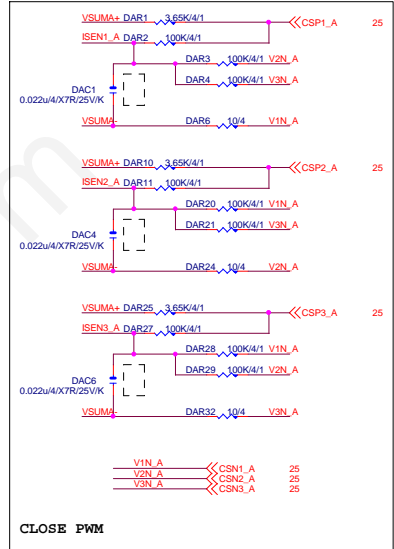 VSUMA+ DAR1 3.65K/4/1 CSP1_A 25
ISEN1_A DAR2 100K/4/1
DAR3 100K/4/1 V2N_A
DAR4 100K/4/1 V3N_A
DAC1
0.022u/4/X7R/25V/K
VSUMA- DAR6 10/4 V1N_A
VSUMA+ DAR10 3.65K/4/1 CSP2_A 25
ISEN2_A DAR11 100K/4/1
DAR20 100K/4/1 V1N_A
DAR21 100K/4/1 V3N_A
DAC4
0.022u/4/X7R/25V/K
VSUMA- DAR24 10/4 V2N_A
VSUMA+ DAR25 3.65K/4/1 CSP3_A 25
ISEN3_A DAR27 100K/4/1
DAR28 100K/4/1 V1N_A
DAR29 100K/4/1 V2N_A
DAC6
0.022u/4/X7R/25V/K
VSUMA- DAR32 10/4 V3N_A
V1N_A CSN1_A 25
V2N_A CSN2_A 25
V3N_A CSN3_A 25
CLOSE PWM